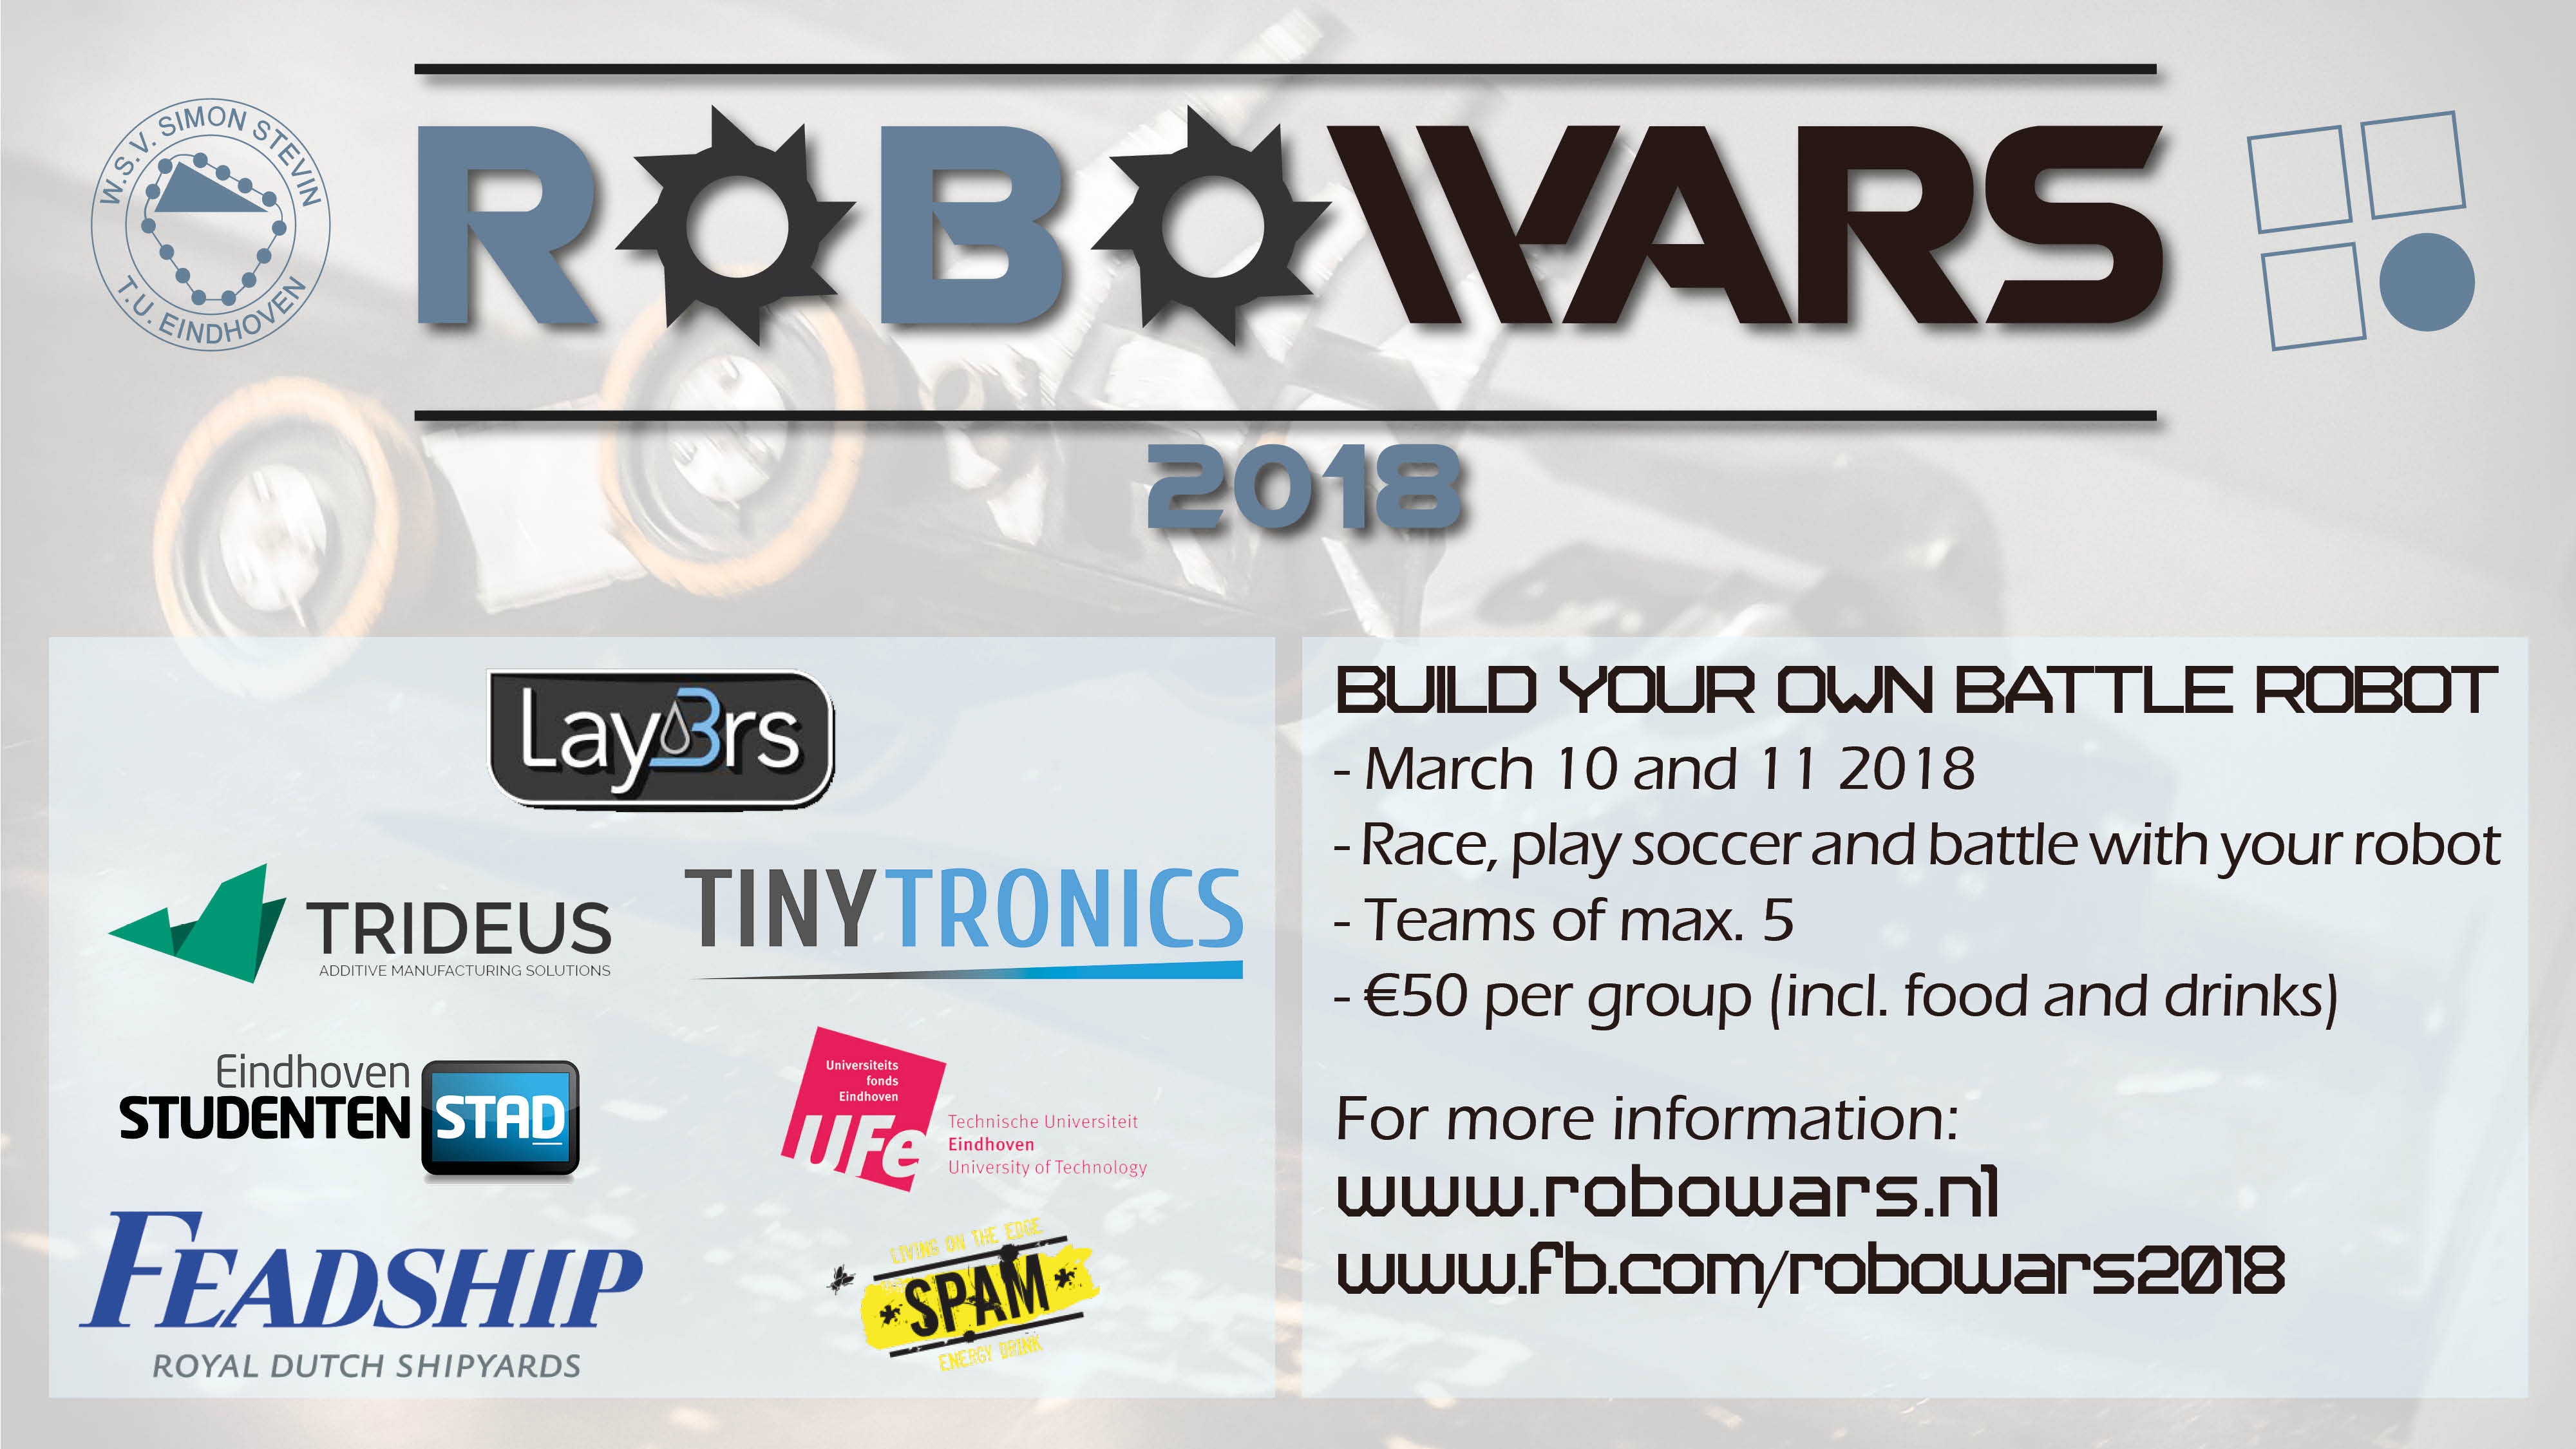 W.S.V. SIMON STEVIN
T.U. EINDHOVEN
ROBOWARS
2018
Lay3rs
TRIDEUS
ADDITIVE MANUFACTURING SOLUTIONS
TINYTRONICS
Eindhoven
STUDENTENSTAD
Universiteits
fonds
Eindhoven
UFe
Technische Universiteit
Eindhoven
University of Technology
FEADSHIP
ROYAL DUTCH SHIPYARDS
LIVING ON THE EDGE
SPAM
ENERGY DRINK
BUILD YOUR OWN BATTLE ROBOT
- March 10 and 11 2018
- Race, play soccer and battle with your robot
- Teams of max. 5
- €50 per group (incl. food and drinks)
For more information:
www.robowars.nl
www.fb.com/robowars2018